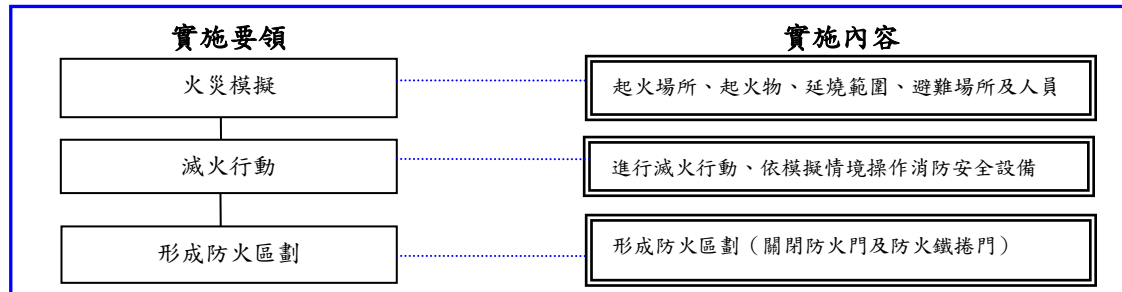 實施要領
實施內容
火災模擬
起火場所、起火物、延燒範圍、避難場所及人員
滅火行動
進行滅火行動、依模擬情境操作消防安全設備
形成防火區劃
形成防火區劃（關閉防火門及防火鐵捲門）